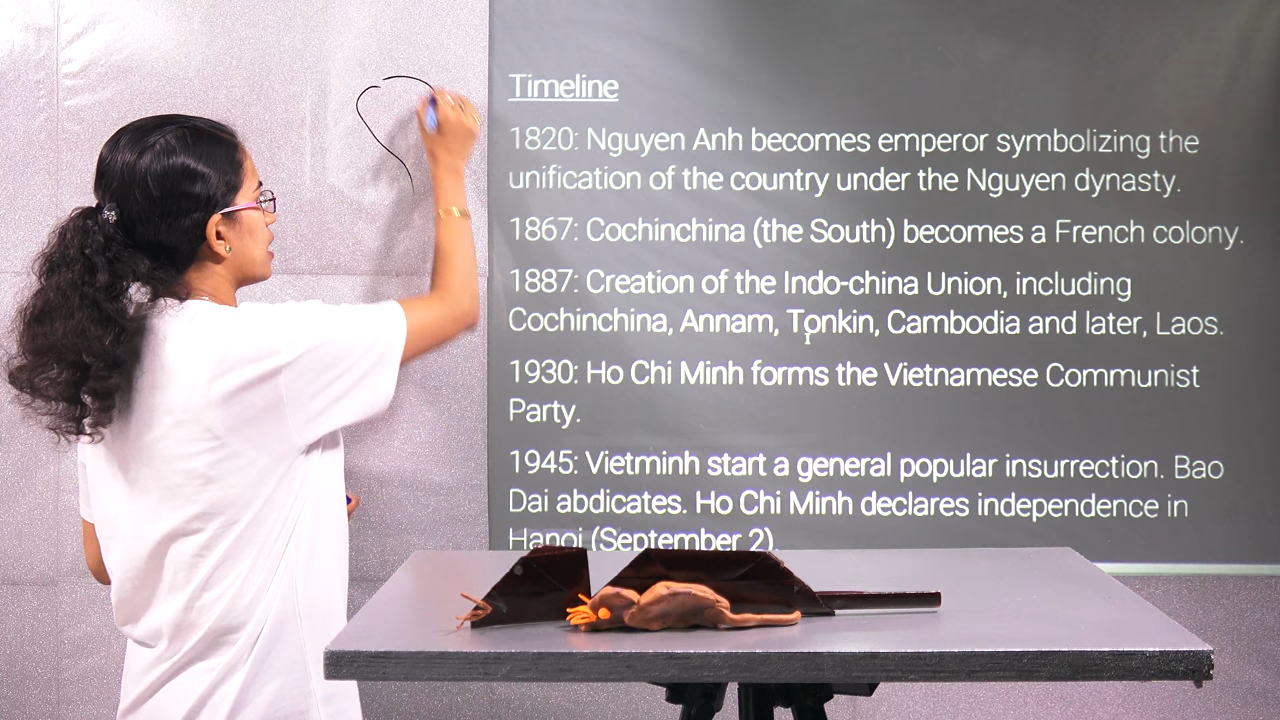 Timeline
1820: Nguyen Anh becomes emperor symbolizing the
unification of the country under the Nguyen dynasty.
1867: Cochinchina (the South) becomes a French colony.
1887: Creation of the Indo-china Union, including
Cochinchina, Annam, Tonkin, Cambodia and later, Laos.
1930: Ho Chi Minh forms the Vietnamese Communist
Party.
1945: Vietminh start a general popular insurrection. Bao
Dai abdicates. Ho Chi Minh declares independence in
Hanoi (September 2)